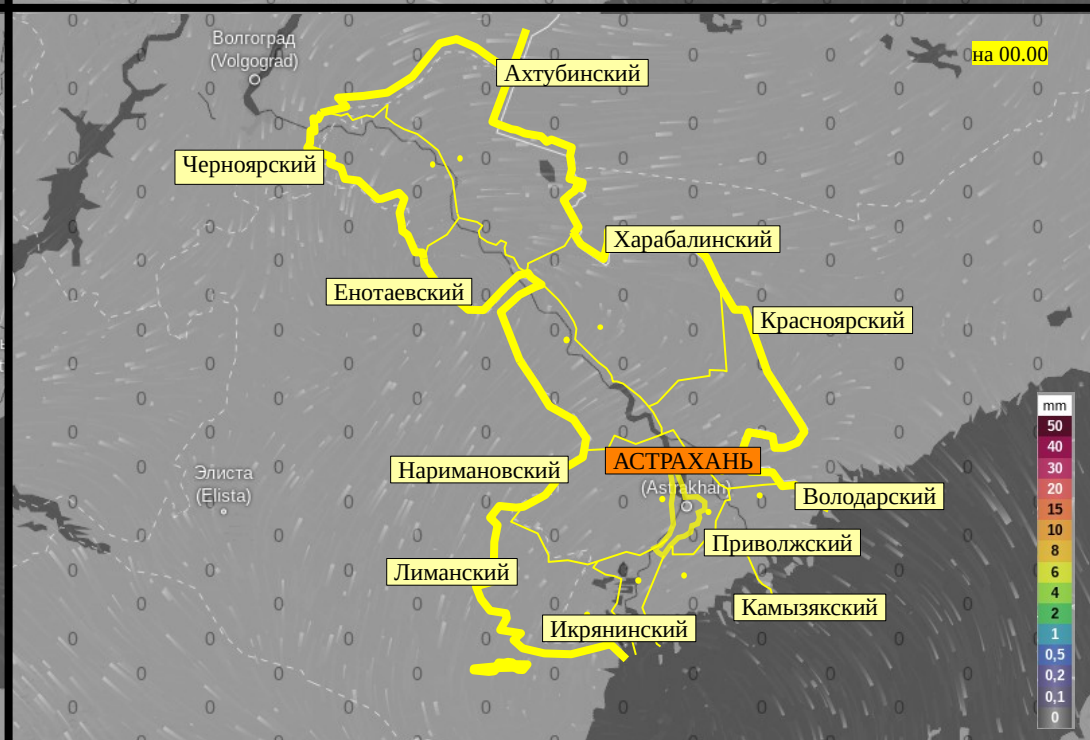 Волгоград
(Volgograd)
на 00.00
Ахтубинский
Черноярский
Харабалинский
Енотаевский
Красноярский
mm
50
40
30
20
15
10
8
6
4
2
1
0,5
0,2
0,1
0
АСТРАХАНЬ
(Astrakhan)
Наримановский
Элиста
(Elista)
Володарский
Приволжский
Лиманский
Камызякский
Икрянинский